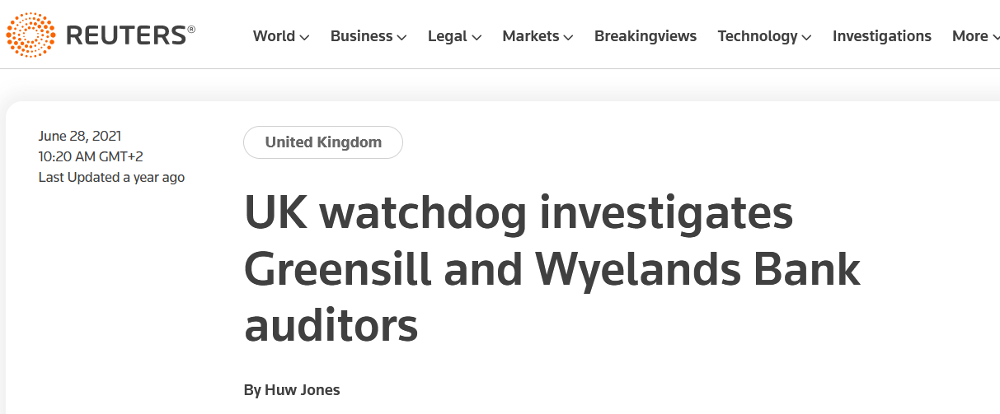 REUTERS®
World Business Legal Markets Breakingviews Technology Investigations More
June 28, 2021
10:20 AM GMT+2
Last Updated a year ago
United Kingdom
UK watchdog investigates
Greensill and Wyelands Bank
auditors
By Huw Jones